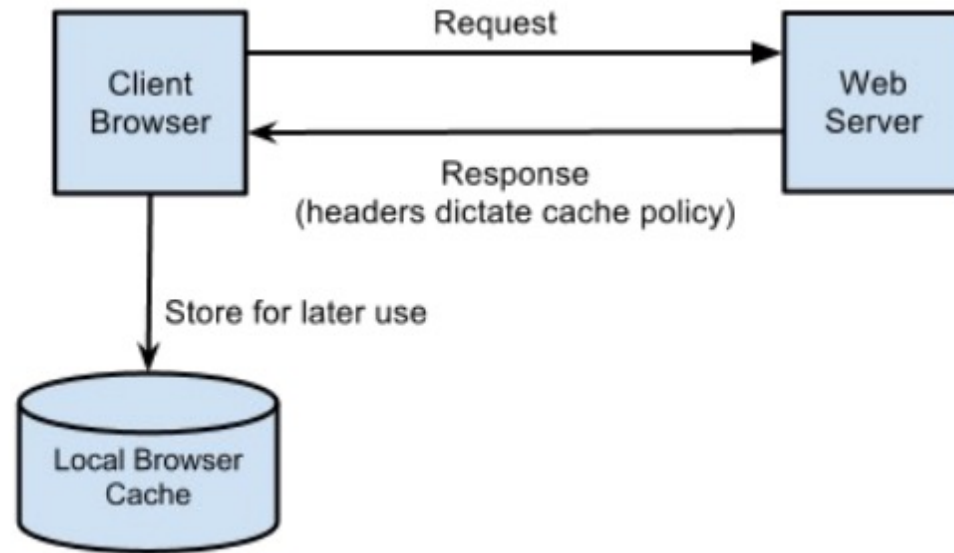 Request
Client
Browser
Web
Server
Response
(headers dictate cache policy)
Store for later use
Local Browser
Cache